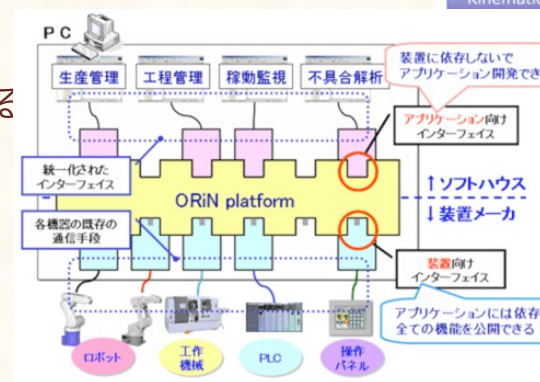 Kinematic
PC
生産管理
工程管理
稼動監視
不具合解析
装置に依存しないで
アプリケーション開発でき
アプリケーション向け
インターフェイス
統一化された
インターフェイス
ORiN platform
↑ソフトハウス
↓装置メーカ
各機器の既存の
通信手段
装置向け
インターフェイス
アプリケーションには依存
全ての機能を公開できる
ロボット
工作
機械
PLC
操作
パネル